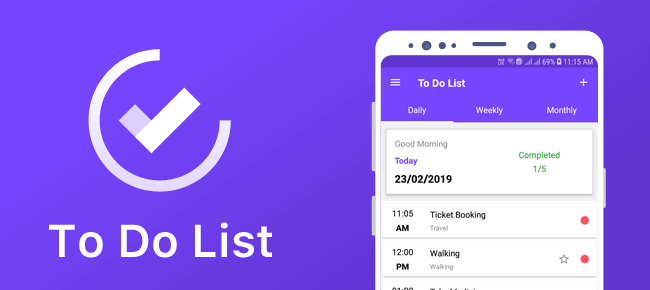 To Do List
69% 11:15 AM
To Do List
Daily Weekly Monthly
Good Morning
Today
23/02/2019
Completed
1/5
11:05
AM
Ticket Booking
Travel
12:00
PM
Walking
Walking